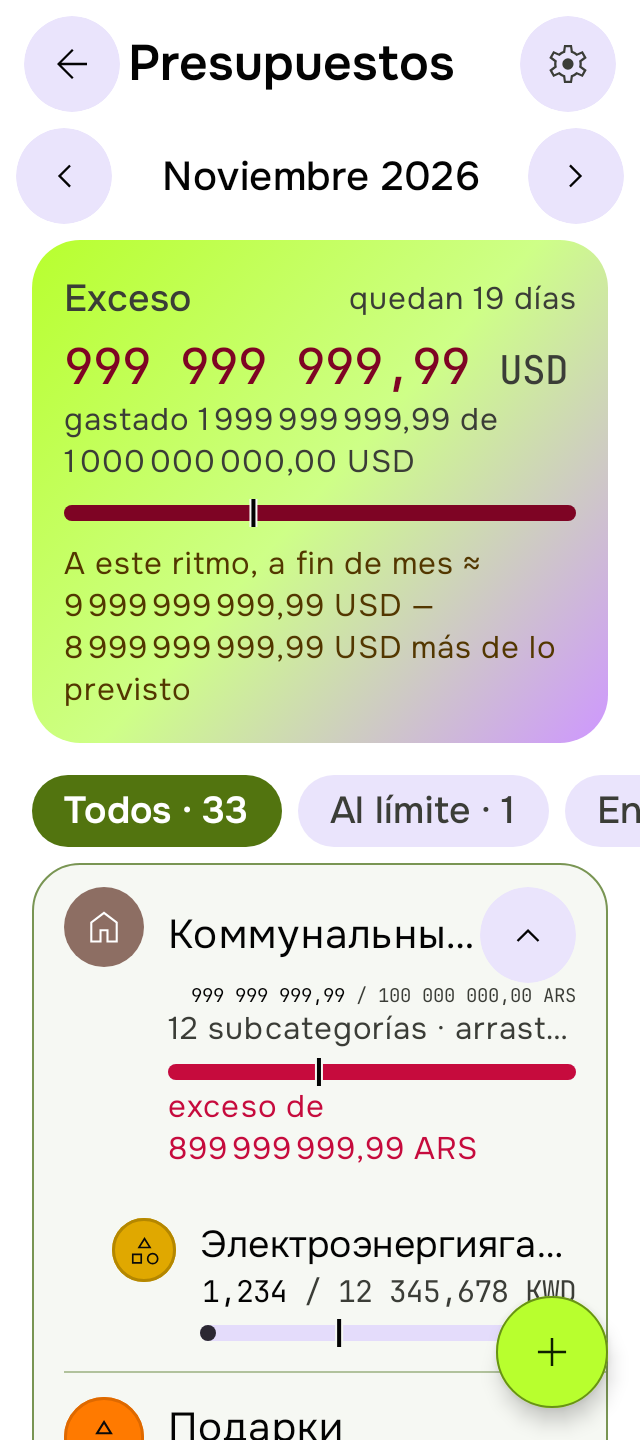 Presupuestos
Noviembre 2026
Exceso
quedan 19 días
999 999 999,99 USD
gastado 1 999 999 999,99 de
1 000 000 000,00 USD
A este ritmo, a fin de mes ≈
9 999 999 999,99 USD —
8 999 999 999,99 USD más de lo
previsto
Todos · 33
Al límite · 1
En
Коммунальны...
999 999 999,99 / 100 000 000,00 ARS
12 subcategorías · arrast...
exceso de
899 999 999,99 ARS
Электроэнергияга...
1,234 / 12 345,678 KWD
Подарки